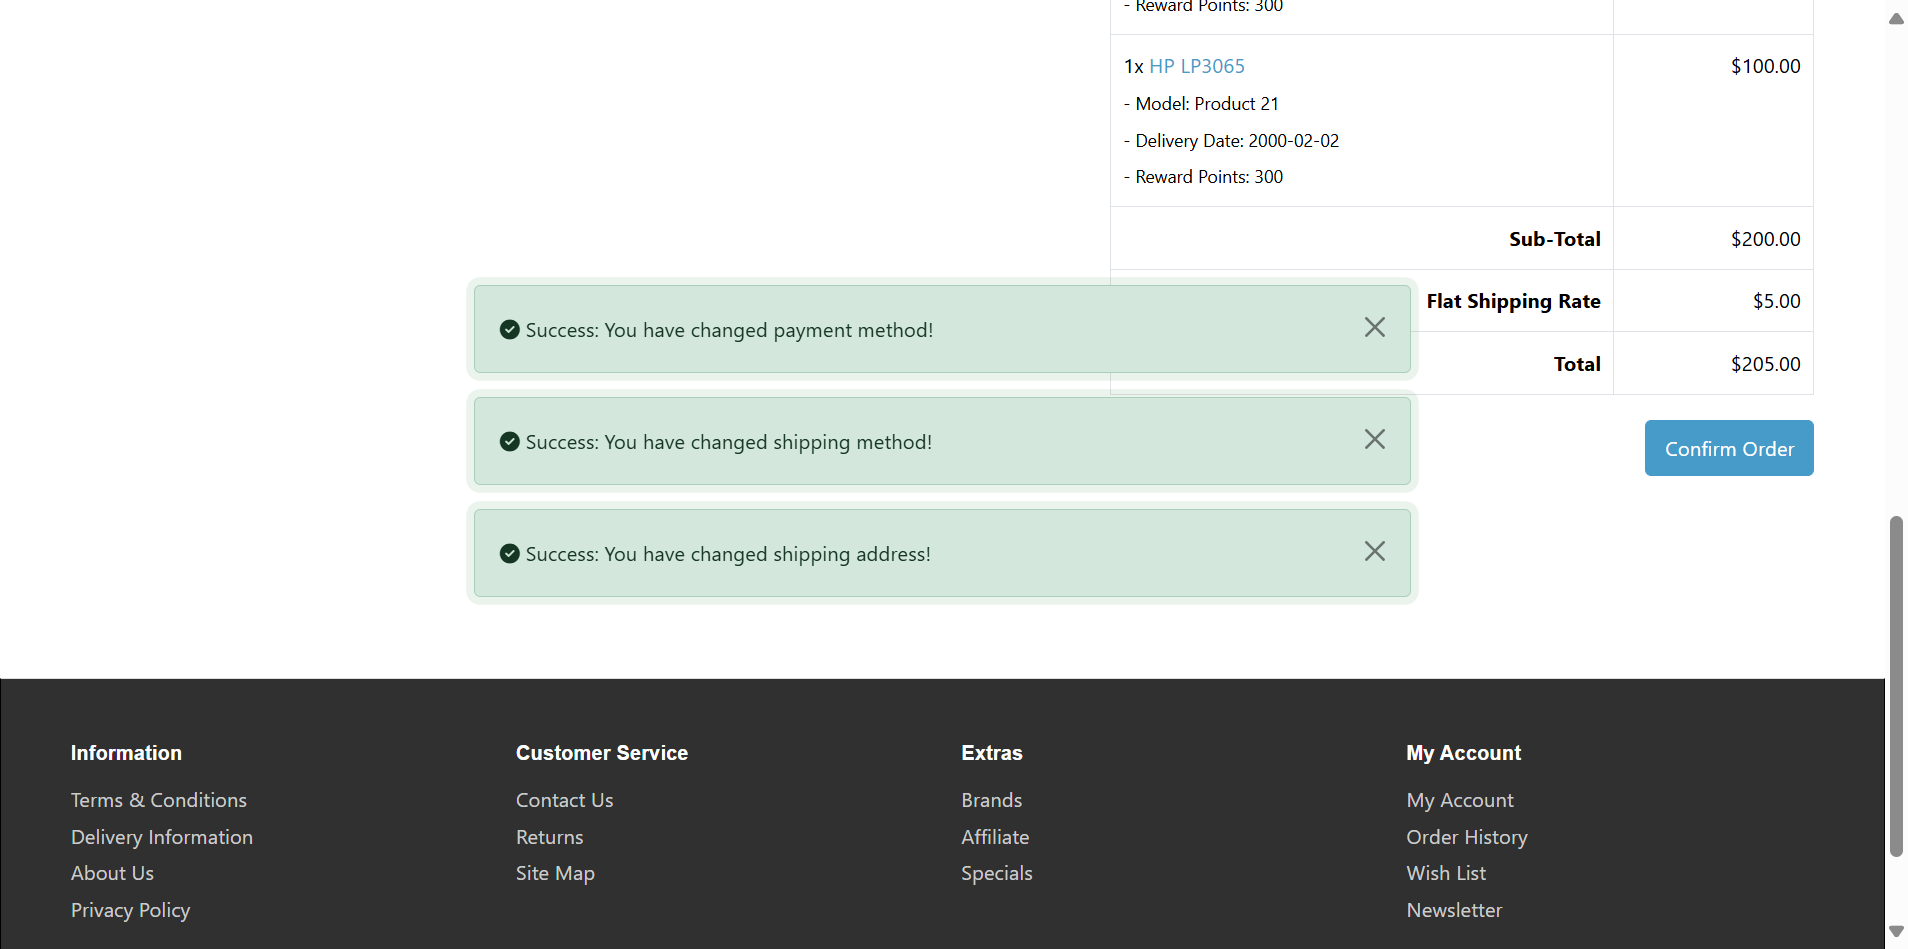 - Reward Points: 300
1x HP LP3065 $100.00
- Model: Product 21
- Delivery Date: 2000-02-02
- Reward Points: 300
Sub-Total $200.00
Flat Shipping Rate $5.00
Total $205.00
Success: You have changed payment method!
Success: You have changed shipping method!
Success: You have changed shipping address!
Confirm Order
Information
Terms & Conditions
Delivery Information
About Us
Privacy Policy
Customer Service
Contact Us
Returns
Site Map
Extras
Brands
Affiliate
Specials
My Account
My Account
Order History
Wish List
Newsletter